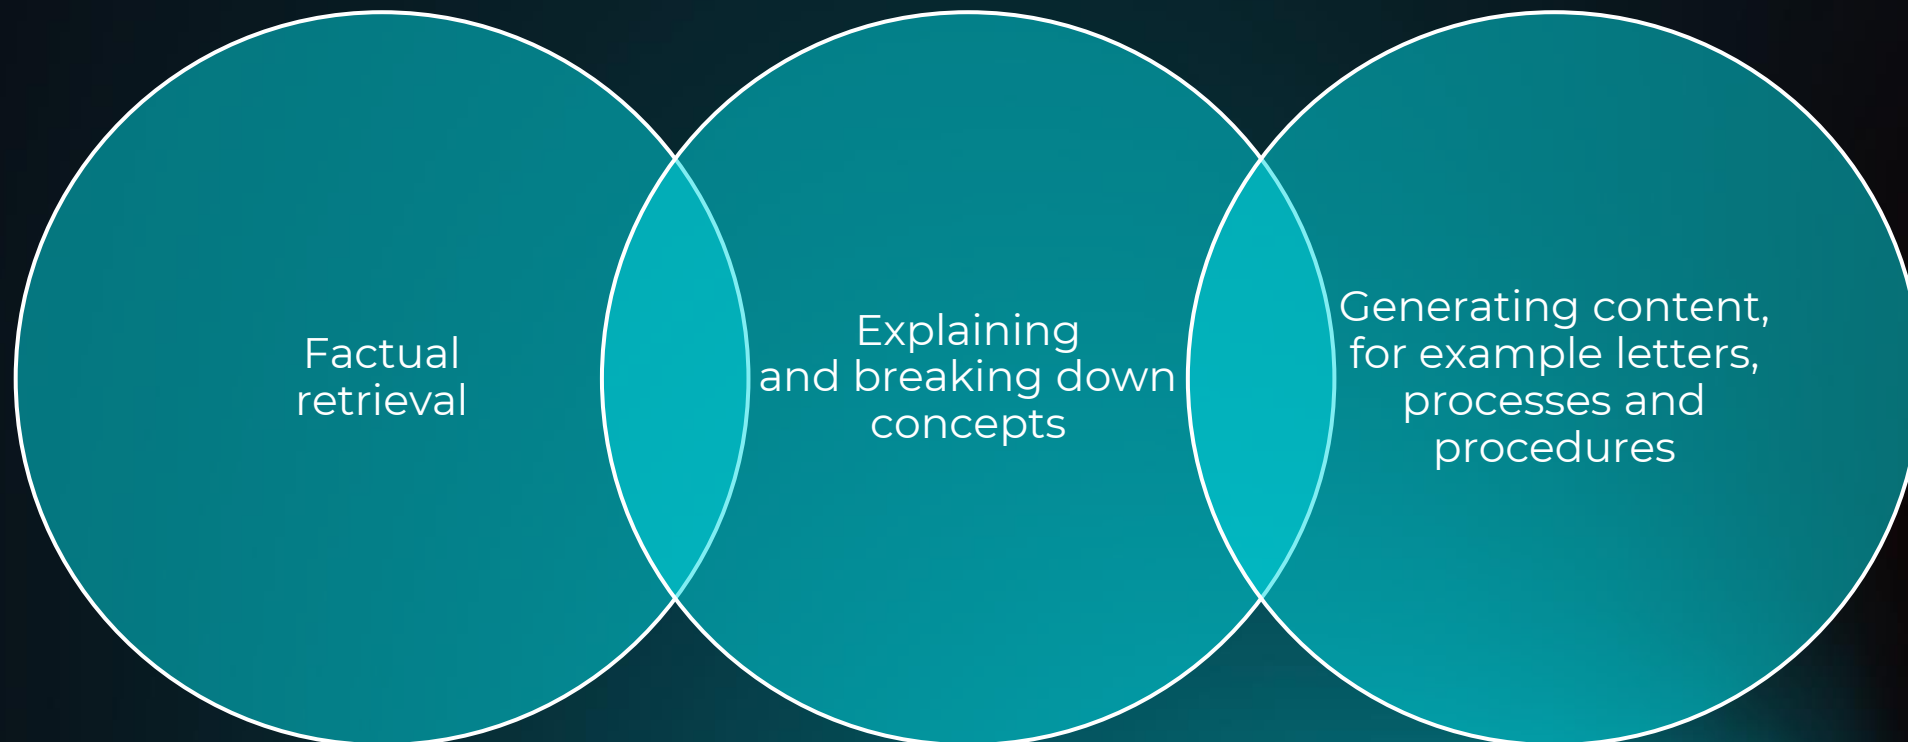 Factual
retrieval
Explaining
and breaking down
concepts
Generating content,
for example letters,
processes and
procedures